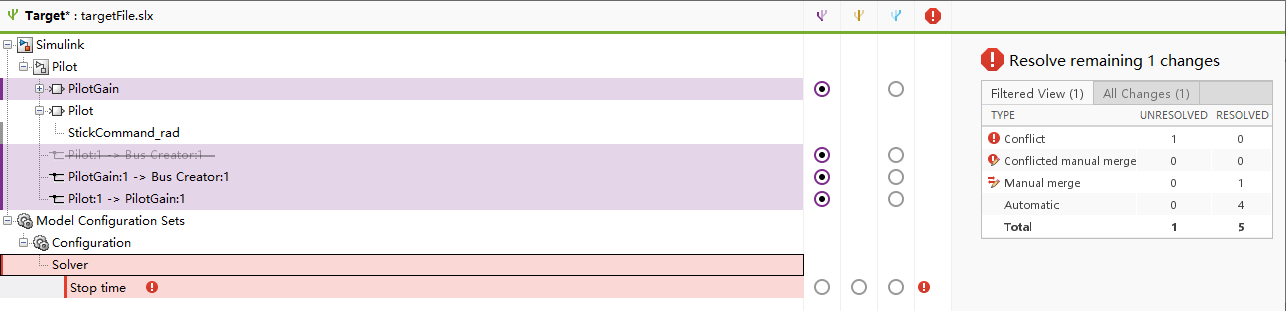 Target* : targetFile.slx
Simulink
Pilot
PilotGain
Pilot
StickCommand_rad
Pilot:1 -> Bus Creator:1
PilotGain:1 -> Bus Creator:1
Pilot:1 -> PilotGain:1
Model Configuration Sets
Configuration
Solver
Stop time
Resolve remaining 1 changes
Filtered View (1) All Changes (1)
TYPE UNRESOLVED RESOLVED
Conflict 1 0
Conflicted manual merge 0 0
Manual merge 0 1
Automatic 0 4
Total 1 5